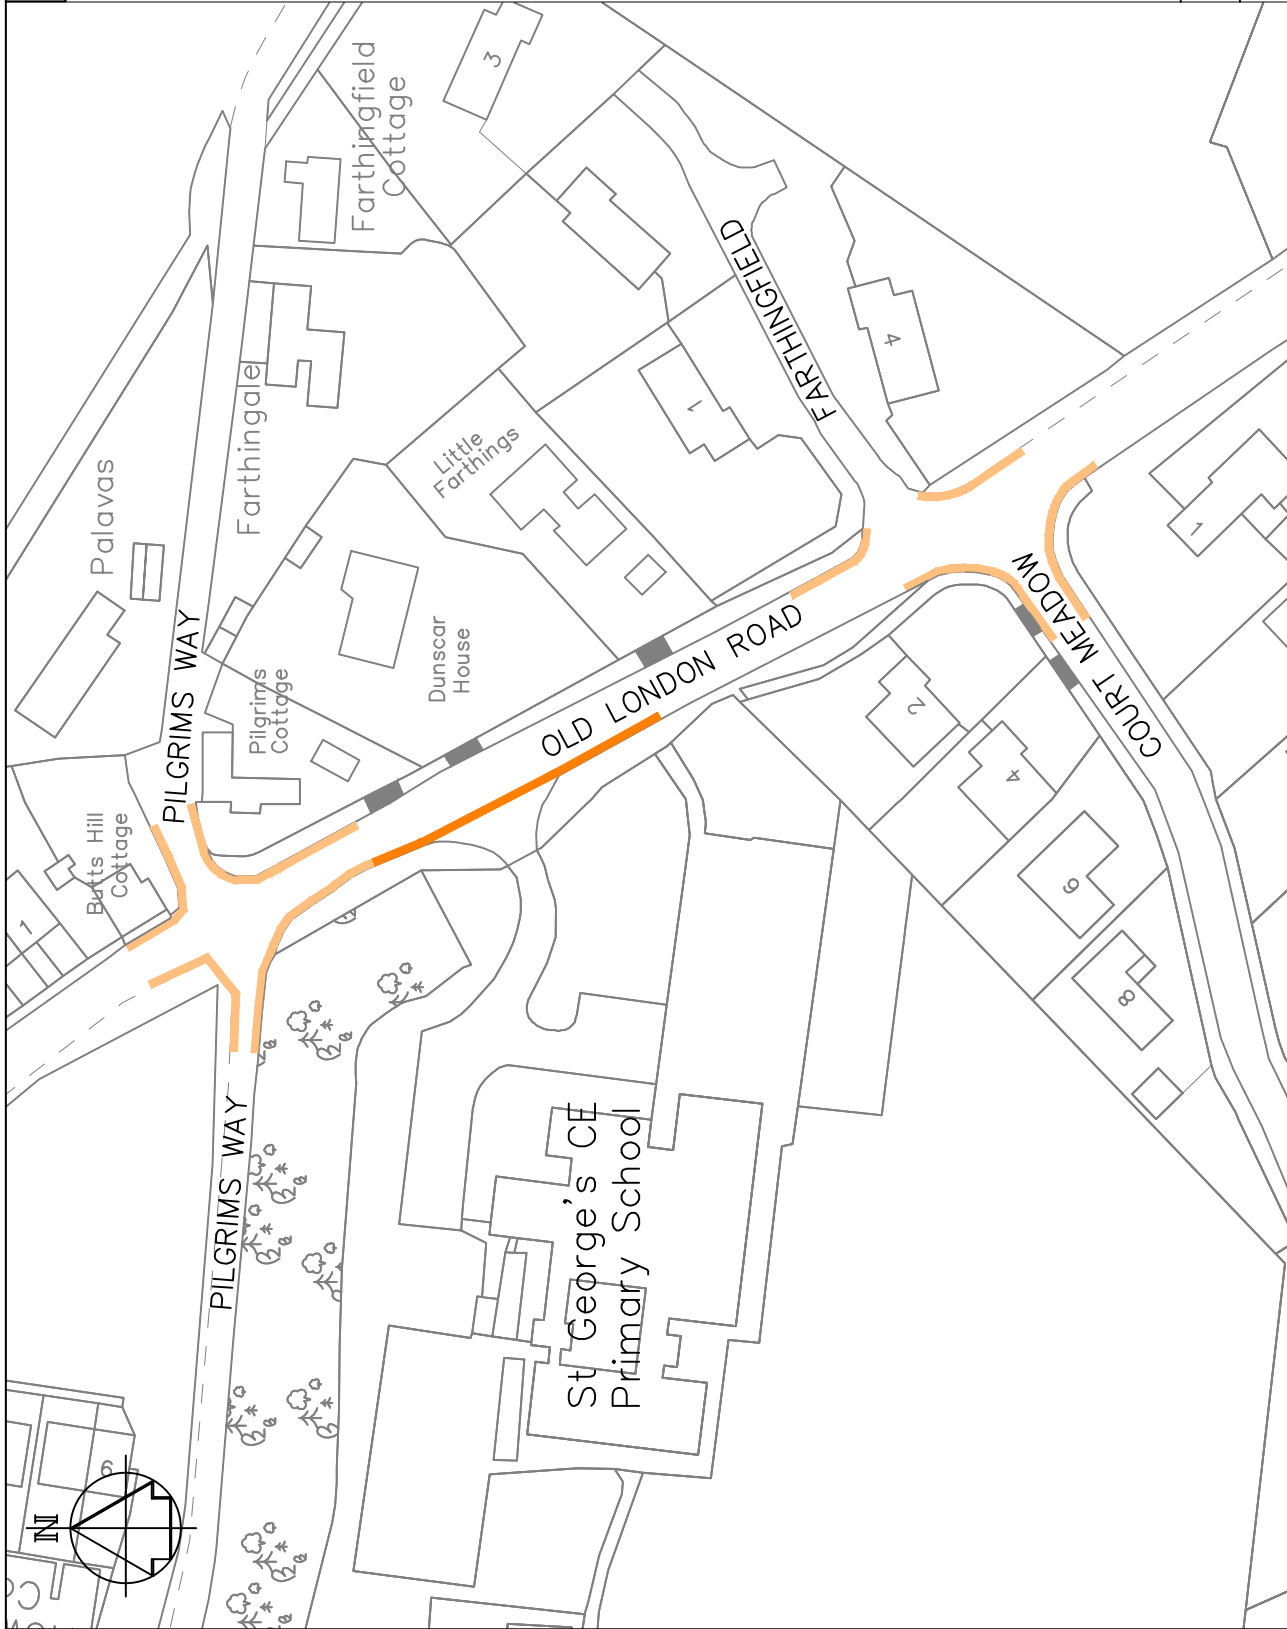 Farthingfield
Cottage
3
FARTHINGFIELD
4
1
Farthingale
Palavas
Little
Farthings
PILGRIMS WAY
Dunscar
House
Pilgrims
Cottage
OLD LONDON ROAD
COURT MEADOW
1
2
4
6
8
Butts Hill
Cottage
1
PILGRIMS WAY
St George's CE
Primary School
6
N